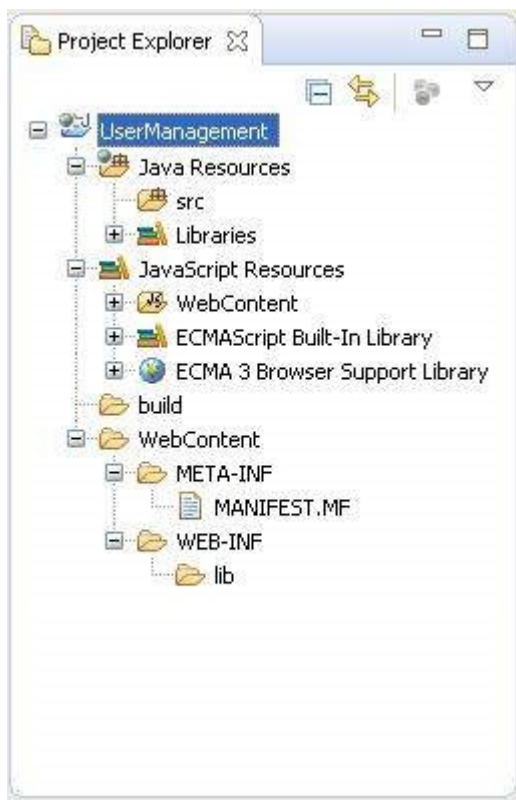 Project Explorer
UserManagement
Java Resources
src
Libraries
JavaScript Resources
WebContent
ECMAScript Built-In Library
ECMA 3 Browser Support Library
build
WebContent
META-INF
MANIFEST.MF
WEB-INF
lib